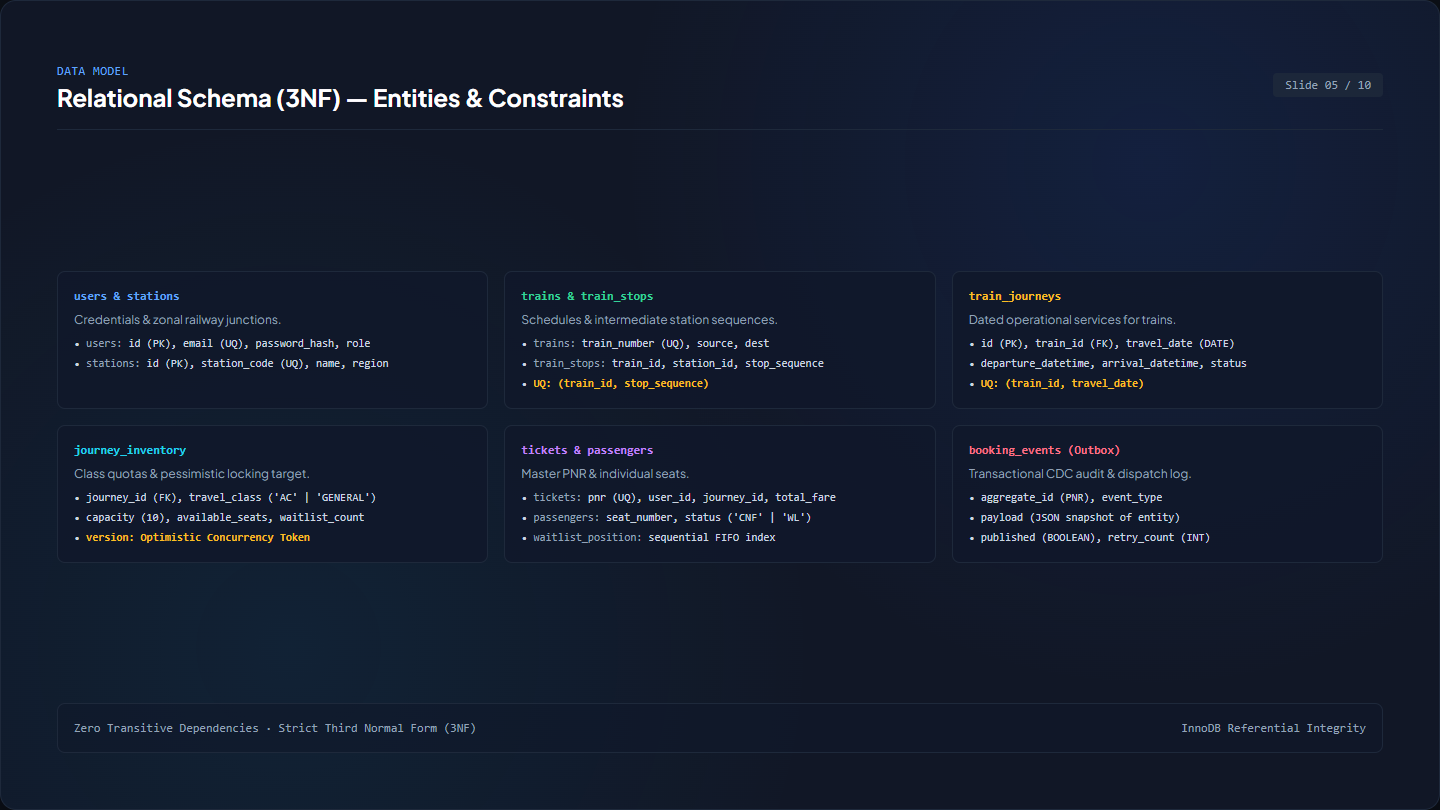 DATA MODEL
Relational Schema (3NF) — Entities & Constraints
Slide 05 / 10
users & stations
Credentials & zonal railway junctions.
• users: id (PK), email (UQ), password_hash, role
• stations: id (PK), station_code (UQ), name, region
trains & train_stops
Schedules & intermediate station sequences.
• trains: train_number (UQ), source, dest
• train_stops: train_id, station_id, stop_sequence
• UQ: (train_id, stop_sequence)
train_journeys
Dated operational services for trains.
• id (PK), train_id (FK), travel_date (DATE)
• departure_datetime, arrival_datetime, status
• UQ: (train_id, travel_date)
journey_inventory
Class quotas & pessimistic locking target.
• journey_id (FK), travel_class ('AC' | 'GENERAL')
• capacity (10), available_seats, waitlist_count
• version: Optimistic Concurrency Token
tickets & passengers
Master PNR & individual seats.
• tickets: pnr (UQ), user_id, journey_id, total_fare
• passengers: seat_number, status ('CNF' | 'WL')
• waitlist_position: sequential FIFO index
booking_events (Outbox)
Transactional CDC audit & dispatch log.
• aggregate_id (PNR), event_type
• payload (JSON snapshot of entity)
• published (BOOLEAN), retry_count (INT)
Zero Transitive Dependencies · Strict Third Normal Form (3NF)
InnoDB Referential Integrity